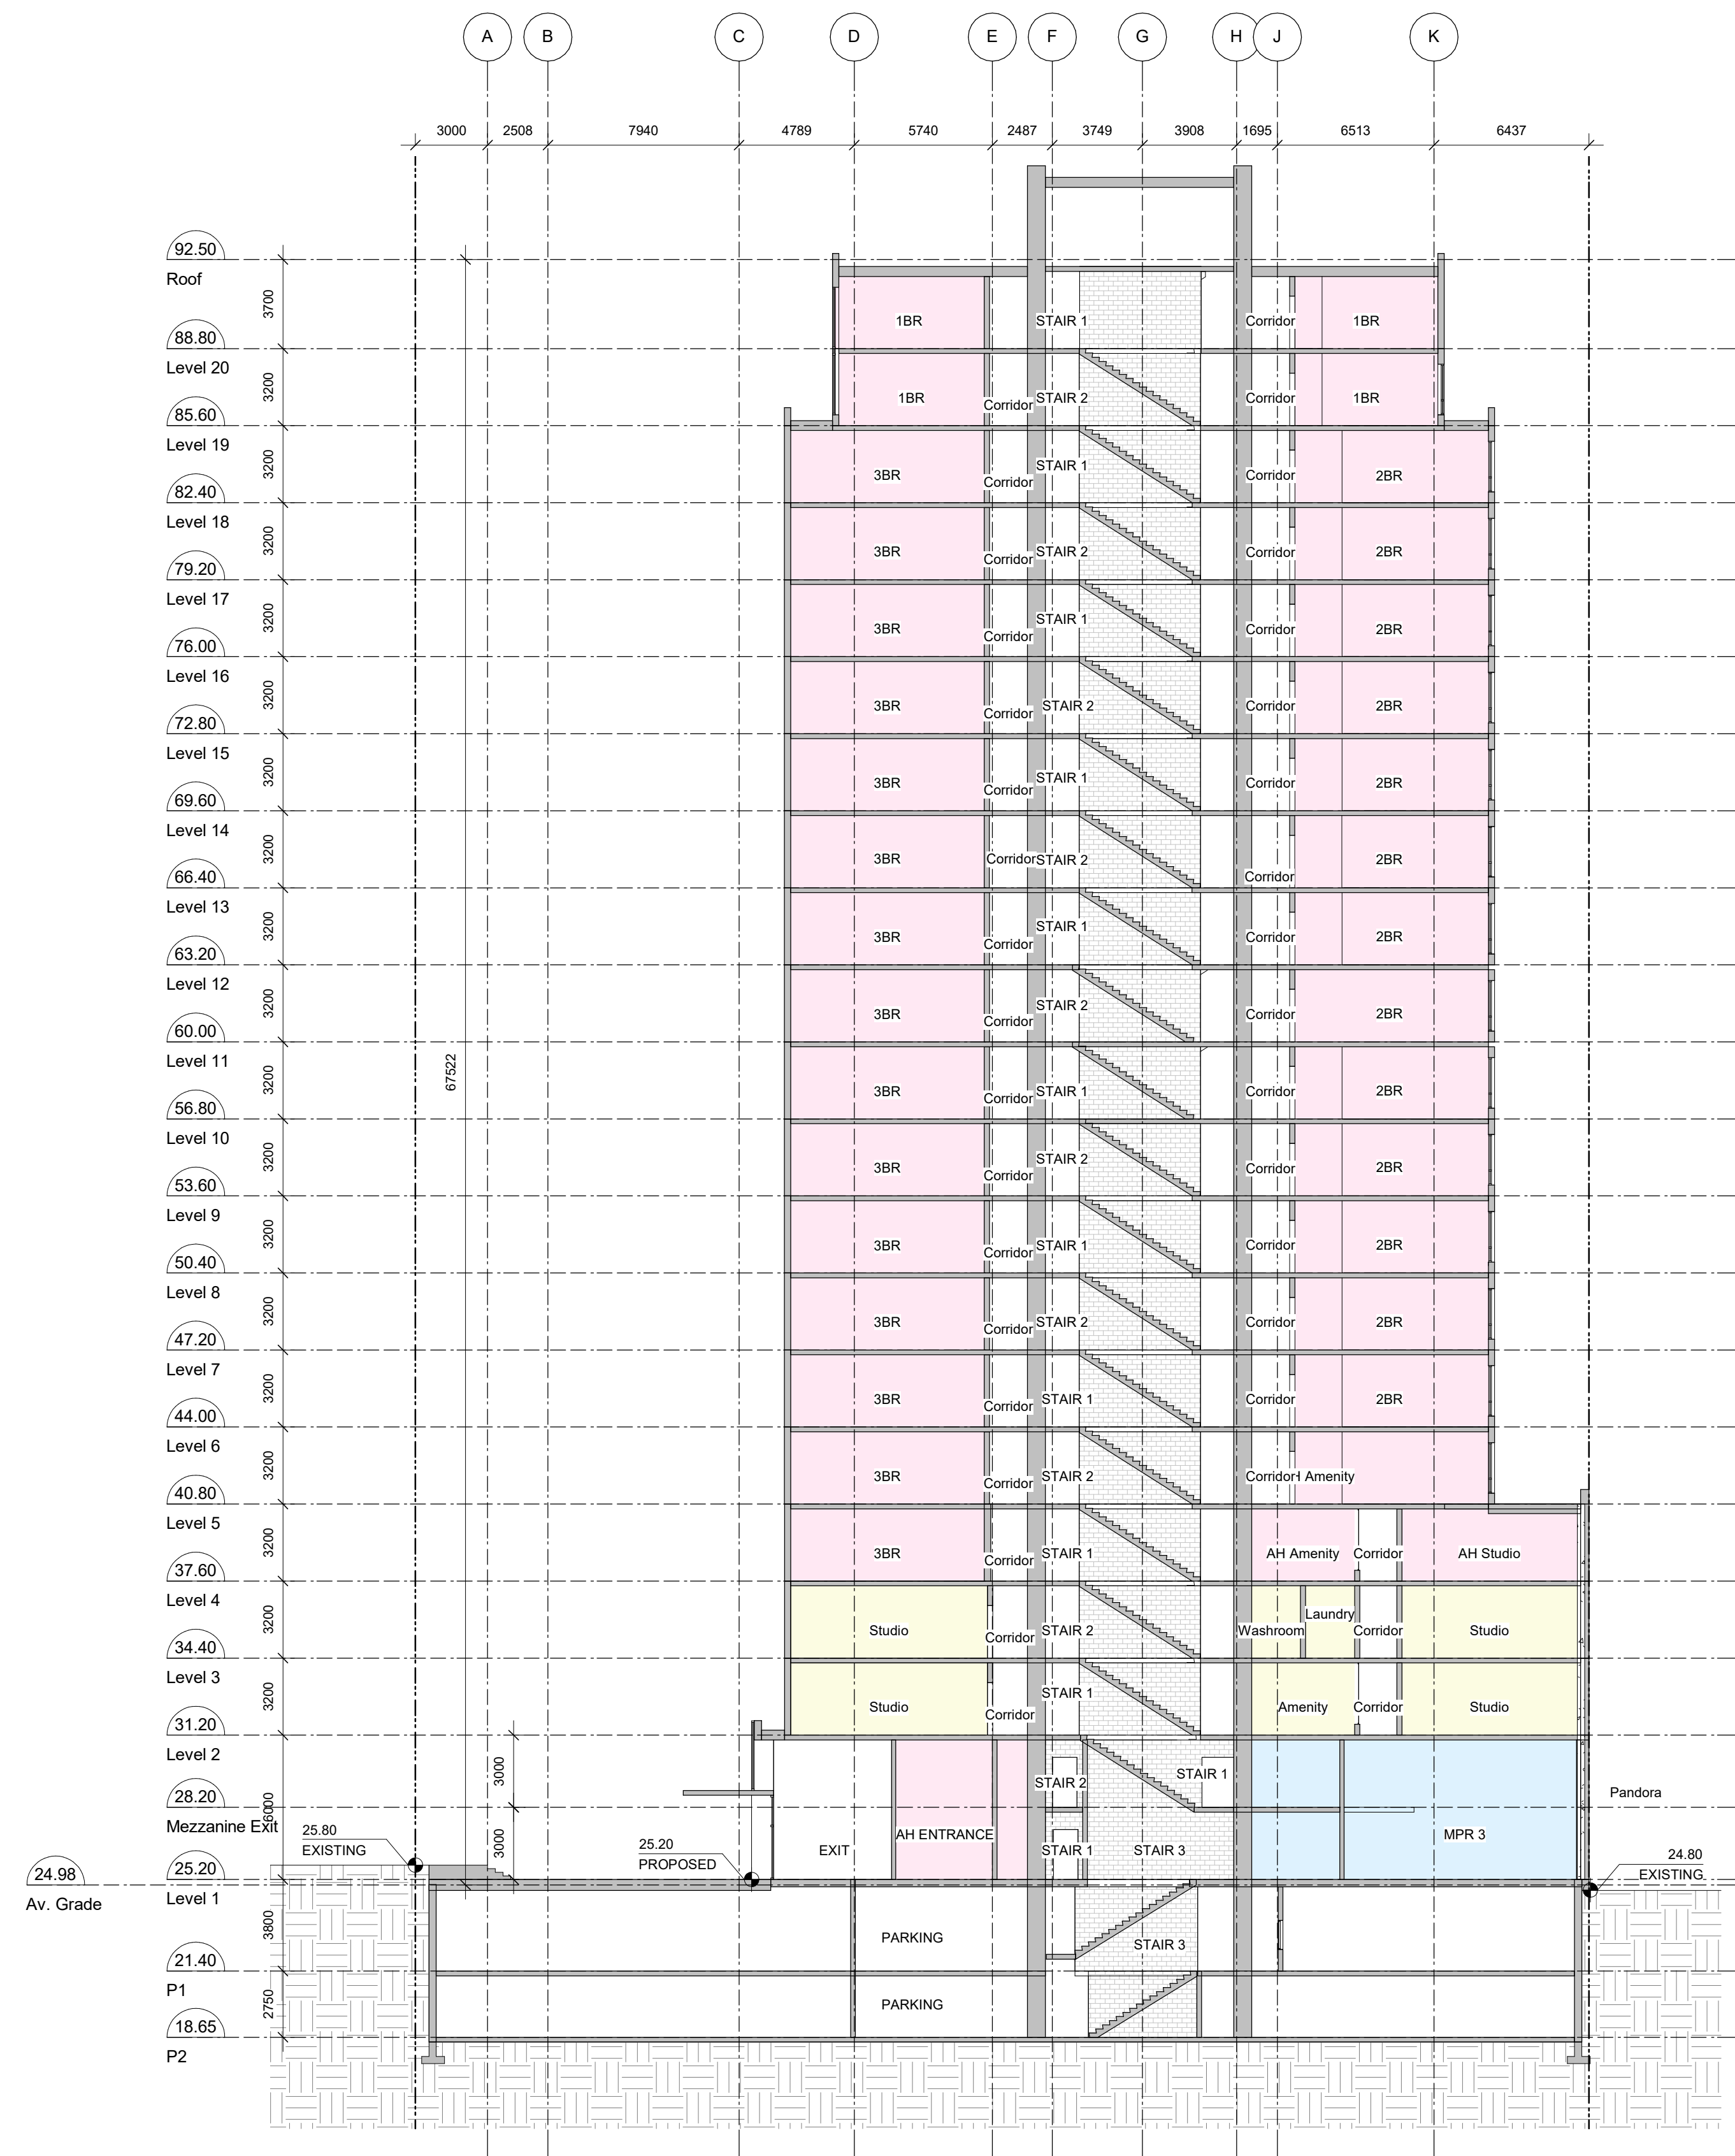 A B C D E F G H J K
3000 2508 7940 4789 5740 2487 3749 3908 1695 6513 6437
92.50
Roof
3700
1BR STAIR 1 Corridor 1BR
88.80
Level 20
3200
1BR Corridor STAIR 2 Corridor 1BR
85.60
Level 19
3200
3BR Corridor STAIR 1 Corridor 2BR
82.40
Level 18
3200
3BR Corridor STAIR 2 Corridor 2BR
79.20
Level 17
3200
3BR Corridor STAIR 1 Corridor 2BR
76.00
Level 16
3200
3BR Corridor STAIR 2 Corridor 2BR
72.80
Level 15
3200
3BR Corridor STAIR 1 Corridor 2BR
69.60
Level 14
3200
3BR Corridor STAIR 2 Corridor 2BR
66.40
Level 13
3200
3BR Corridor STAIR 1 Corridor 2BR
63.20
Level 12
3200
3BR Corridor STAIR 2 Corridor 2BR
60.00
Level 11
3200
67522
3BR Corridor STAIR 1 Corridor 2BR
56.80
Level 10
3200
3BR Corridor STAIR 2 Corridor 2BR
53.60
Level 9
3200
3BR Corridor STAIR 1 Corridor 2BR
50.40
Level 8
3200
3BR Corridor STAIR 2 Corridor 2BR
47.20
Level 7
3200
3BR Corridor STAIR 1 Corridor 2BR
44.00
Level 6
3200
3BR Corridor STAIR 2 Corridor Amenity
40.80
Level 5
3200
3BR Corridor STAIR 1 AH Amenity Corridor AH Studio
37.60
Level 4
3200
Studio Corridor STAIR 2 Washroom Laundry Corridor Studio
34.40
Level 3
3200
Studio Corridor STAIR 1 Amenity Corridor Studio
31.20
Level 2
3000
STAIR 2 STAIR 1
28.20
Mezzanine Exit
6000
Pandora
3000
25.80
EXISTING
25.20
PROPOSED
EXIT AH ENTRANCE STAIR 1 STAIR 3 MPR 3
24.80
EXISTING
24.98
Av. Grade
25.20
Level 1
3800
PARKING STAIR 3
21.40
P1
2750
PARKING
18.65
P2